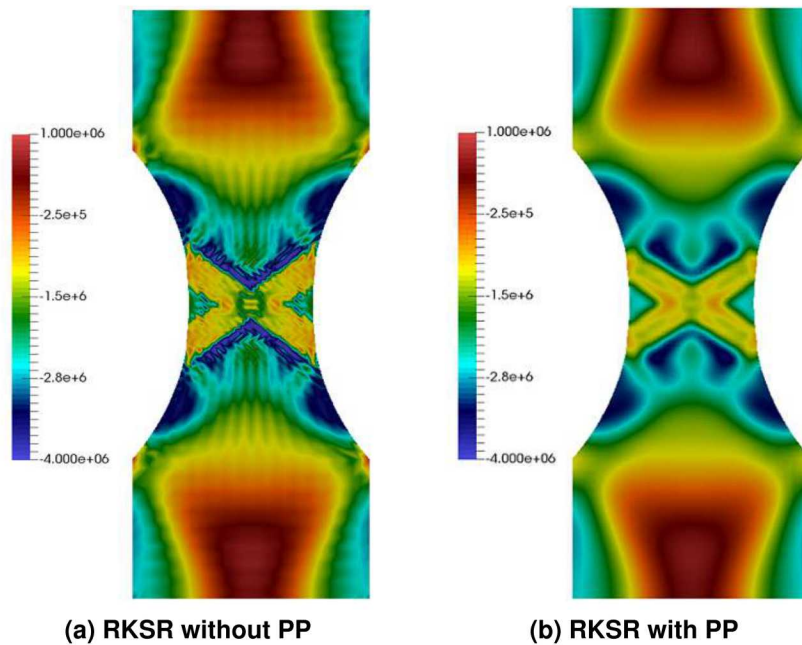 1.000e+06
-2.5e+5
-1.5e+6
-2.8e+6
-4.000e+06
1.000e+06
-2.5e+5
-1.5e+6
-2.8e+6
-4.000e+06
(a) RKSR without PP
(b) RKSR with PP